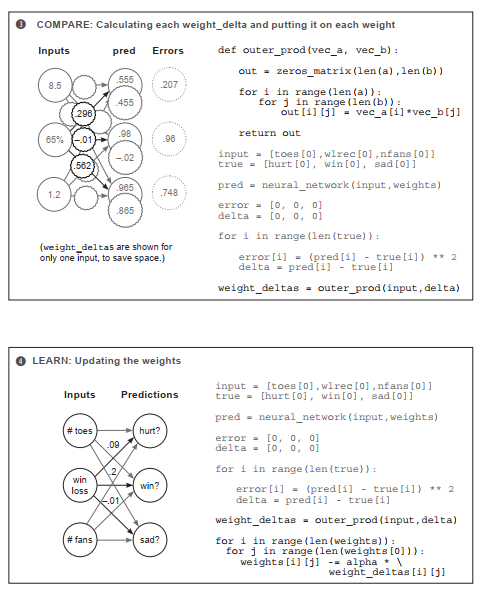 3 COMPARE: Calculating each weight_delta and putting it on each weight
Inputs pred Errors
8.5
65%
1.2
.296
–.01
.562
.555
.455
.98
–.02
.965
.865
.207
.96
.748
(weight_deltas are shown for
only one input, to save space.)
def outer_prod(vec_a, vec_b):
out = zeros_matrix(len(a),len(b))
for i in range(len(a)):
for j in range(len(b)):
out[i][j] = vec_a[i]*vec_b[j]
return out
input = [toes[0],wlrec[0],nfans[0]]
true = [hurt[0], win[0], sad[0]]
pred = neural_network(input,weights)
error = [0, 0, 0]
delta = [0, 0, 0]
for i in range(len(true)):
error[i] = (pred[i] - true[i]) ** 2
delta = pred[i] - true[i]
weight_deltas = outer_prod(input,delta)
4 LEARN: Updating the weights
Inputs Predictions
# toes
win
loss
# fans
.09
.2
–.01
hurt?
win?
sad?
input = [toes[0],wlrec[0],nfans[0]]
true = [hurt[0], win[0], sad[0]]
pred = neural_network(input,weights)
error = [0, 0, 0]
delta = [0, 0, 0]
for i in range(len(true)):
error[i] = (pred[i] - true[i]) ** 2
delta = pred[i] - true[i]
weight_deltas = outer_prod(input,delta)
for i in range(len(weights)):
for j in range(len(weights[0])):
weights[i][j] -= alpha * \
weight_deltas[i][j]